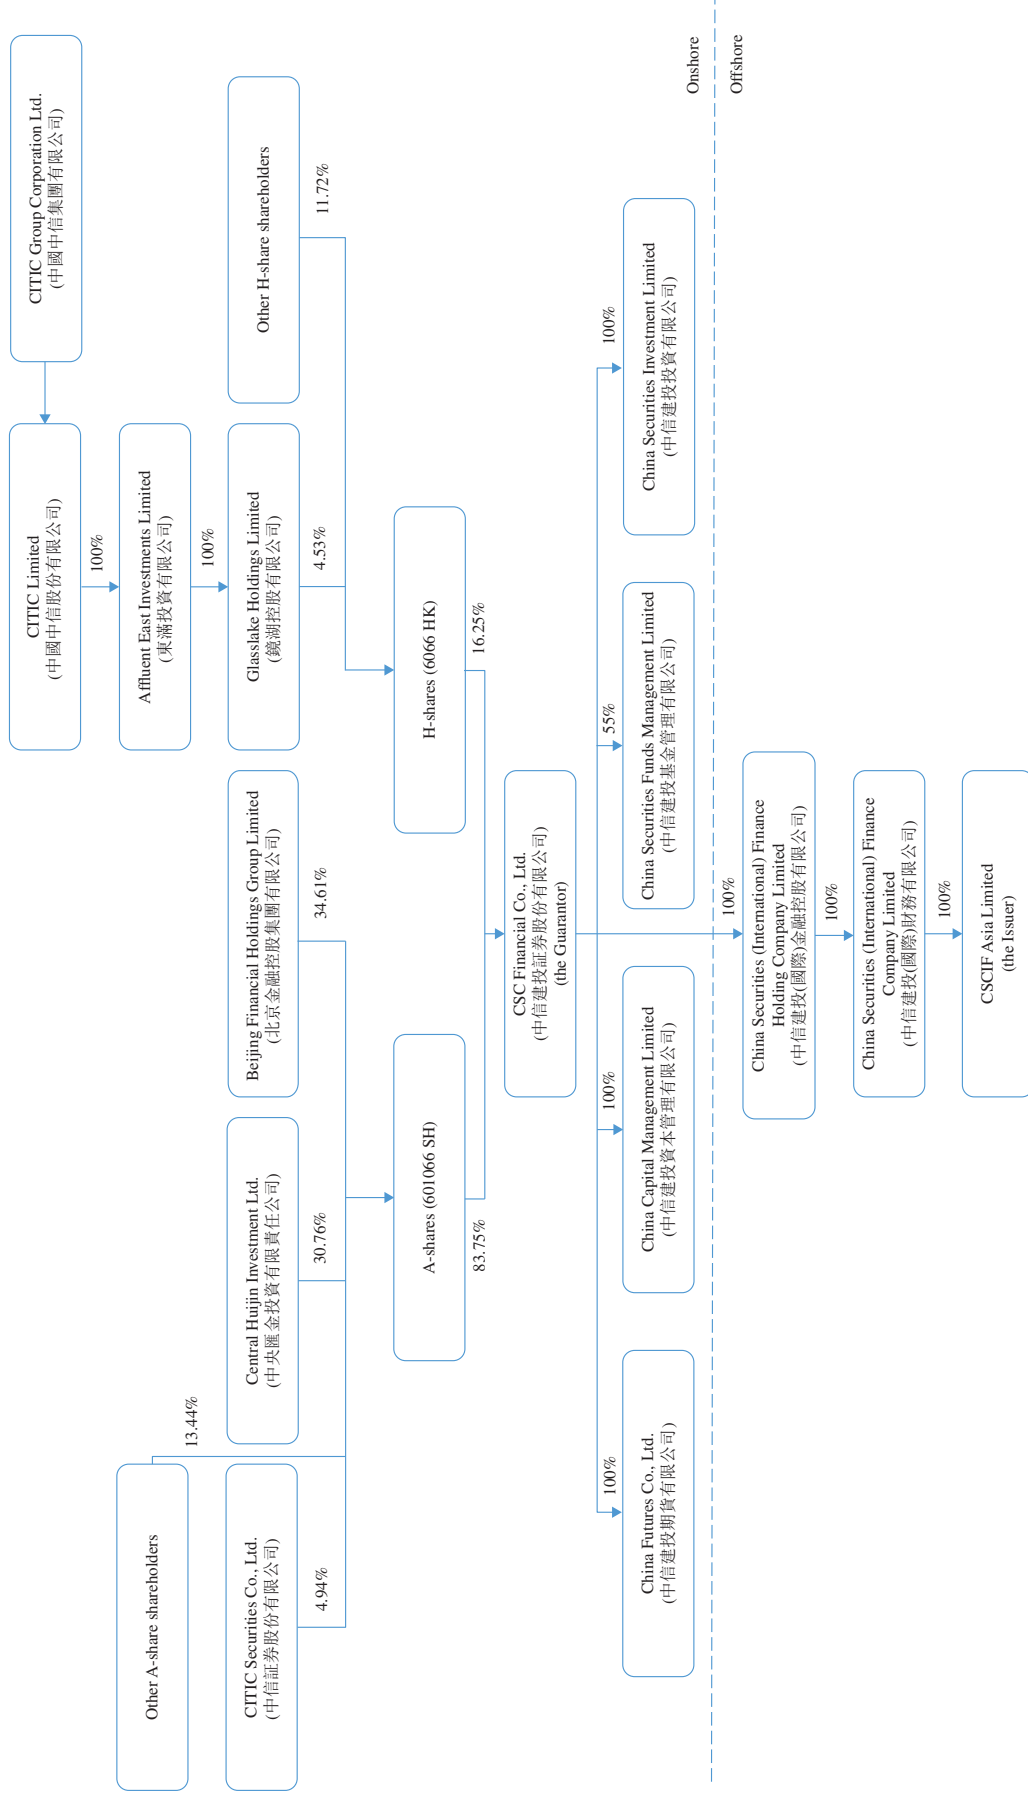 CITIC Group Corporation Ltd.
(中國中信集團有限公司)
CITIC Limited
(中國中信股份有限公司)
100%
Other A-share shareholders
13.44%
Affluent East Investments Limited
(東滿投資有限公司)
100%
CITIC Securities Co., Ltd.
(中信証券股份有限公司)
4.94%
Central Huijin Investment Ltd.
(中央匯金投資有限責任公司)
30.76%
Beijing Financial Holdings Group Limited
(北京金融控股集團有限公司)
34.61%
Glasslake Holdings Limited
(鏡湖控股有限公司)
4.53%
Other H-share shareholders
11.72%
A-shares (601066 SH)
83.75%
H-shares (6066 HK)
16.25%
CSC Financial Co., Ltd.
(中信建投証券股份有限公司)
(the Guarantor)
100%
100%
55%
100%
China Futures Co., Ltd.
(中信建投期貨有限公司)
China Capital Management Limited
(中信建投資本管理有限公司)
China Securities Funds Management Limited
(中信建投基金管理有限公司)
China Securities Investment Limited
(中信建投投資有限公司)
Onshore
Offshore
100%
China Securities (International) Finance
Holding Company Limited
(中信建投(國際)金融控股有限公司)
100%
China Securities (International) Finance
Company Limited
(中信建投(國際)財務有限公司)
100%
CSCIF Asia Limited
(the Issuer)